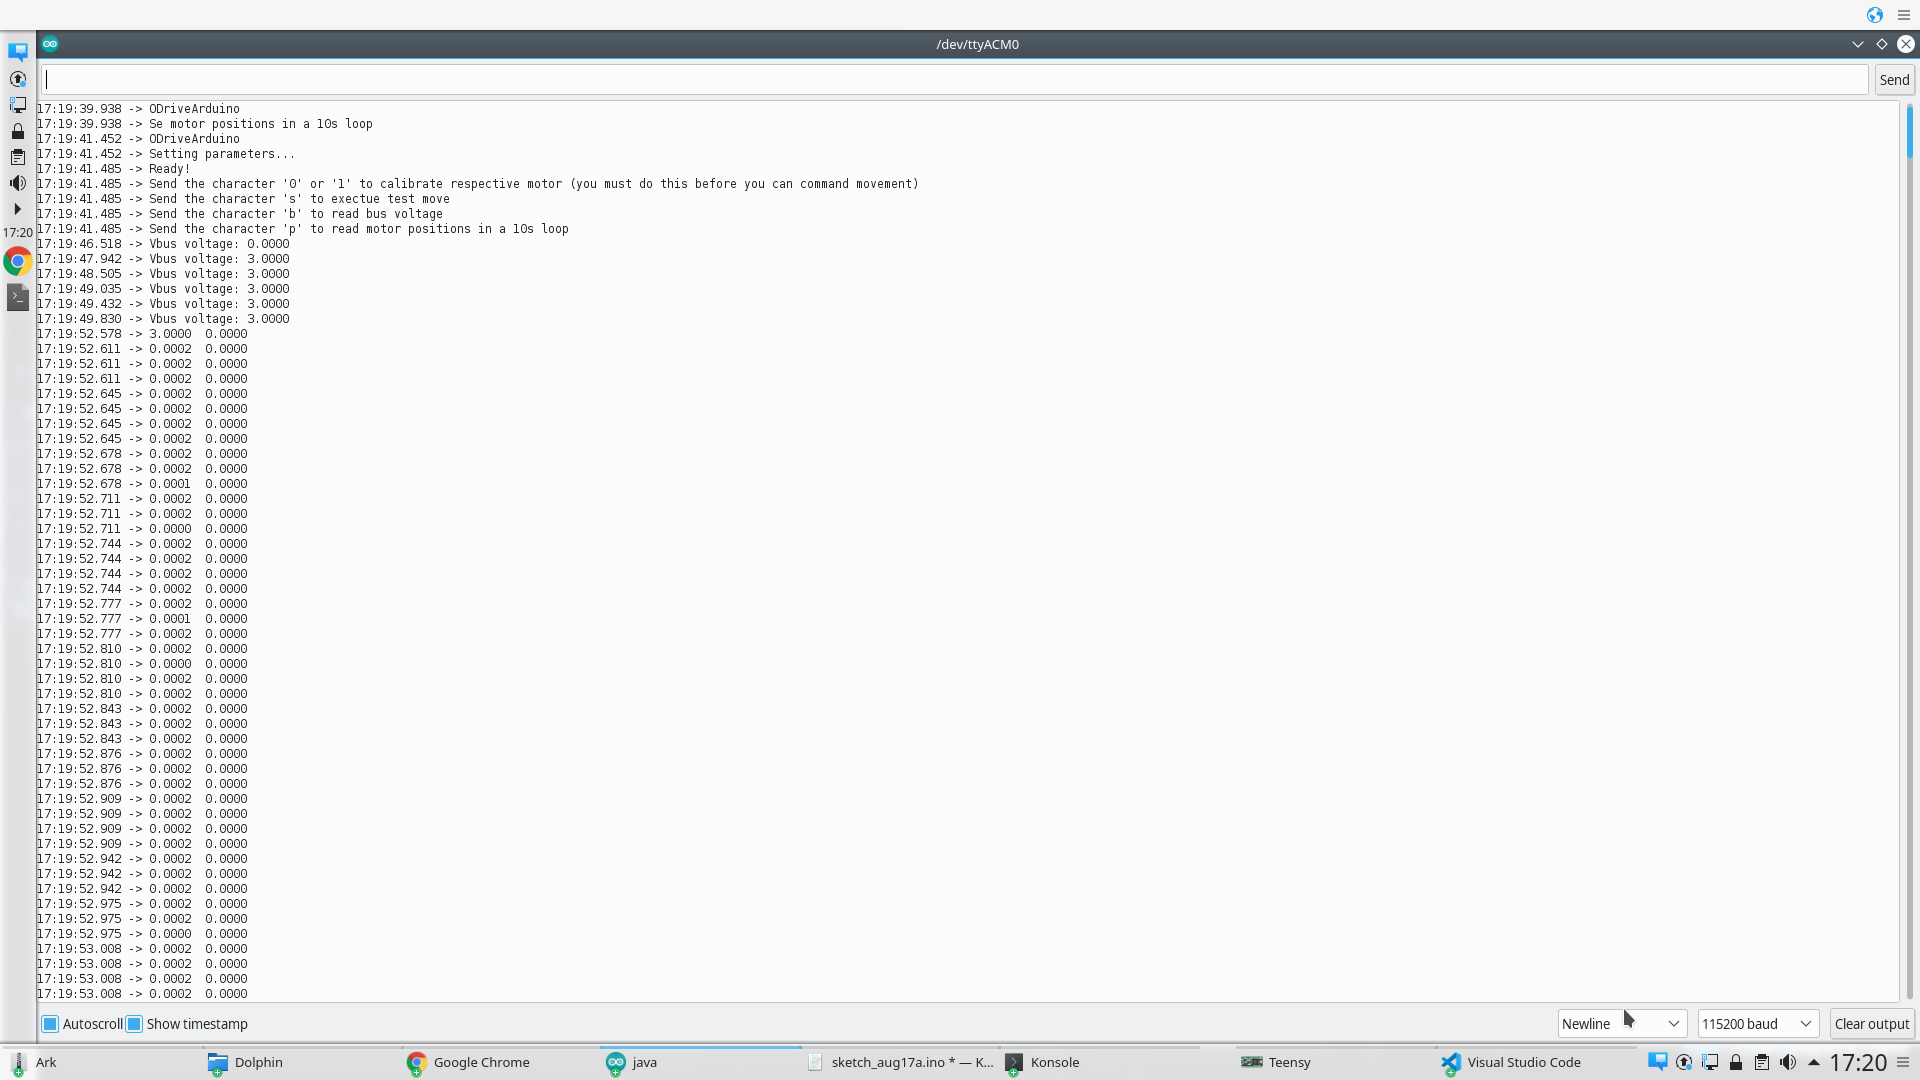 /dev/ttyACM0
Send
17:19:39.938 -> ODriveArduino
17:19:39.938 -> Se motor positions in a 10s loop
17:19:41.452 -> ODriveArduino
17:19:41.452 -> Setting parameters...
17:19:41.485 -> Ready!
17:19:41.485 -> Send the character '0' or '1' to calibrate respective motor (you must do this before you can command movement)
17:19:41.485 -> Send the character 's' to exectue test move
17:19:41.485 -> Send the character 'b' to read bus voltage
17:19:41.485 -> Send the character 'p' to read motor positions in a 10s loop
17:19:46.518 -> Vbus voltage: 0.0000
17:19:47.942 -> Vbus voltage: 3.0000
17:19:48.505 -> Vbus voltage: 3.0000
17:19:49.035 -> Vbus voltage: 3.0000
17:19:49.432 -> Vbus voltage: 3.0000
17:19:49.830 -> Vbus voltage: 3.0000
17:19:52.578 -> 3.0000  0.0000
17:19:52.611 -> 0.0002  0.0000
17:19:52.611 -> 0.0002  0.0000
17:19:52.611 -> 0.0002  0.0000
17:19:52.645 -> 0.0002  0.0000
17:19:52.645 -> 0.0002  0.0000
17:19:52.645 -> 0.0002  0.0000
17:19:52.645 -> 0.0002  0.0000
17:19:52.678 -> 0.0002  0.0000
17:19:52.678 -> 0.0002  0.0000
17:19:52.678 -> 0.0001  0.0000
17:19:52.711 -> 0.0002  0.0000
17:19:52.711 -> 0.0002  0.0000
17:19:52.711 -> 0.0000  0.0000
17:19:52.744 -> 0.0002  0.0000
17:19:52.744 -> 0.0002  0.0000
17:19:52.744 -> 0.0002  0.0000
17:19:52.744 -> 0.0002  0.0000
17:19:52.777 -> 0.0002  0.0000
17:19:52.777 -> 0.0001  0.0000
17:19:52.777 -> 0.0002  0.0000
17:19:52.810 -> 0.0002  0.0000
17:19:52.810 -> 0.0000  0.0000
17:19:52.810 -> 0.0002  0.0000
17:19:52.810 -> 0.0002  0.0000
17:19:52.843 -> 0.0002  0.0000
17:19:52.843 -> 0.0002  0.0000
17:19:52.843 -> 0.0002  0.0000
17:19:52.876 -> 0.0002  0.0000
17:19:52.876 -> 0.0002  0.0000
17:19:52.876 -> 0.0002  0.0000
17:19:52.909 -> 0.0002  0.0000
17:19:52.909 -> 0.0002  0.0000
17:19:52.909 -> 0.0002  0.0000
17:19:52.909 -> 0.0002  0.0000
17:19:52.942 -> 0.0002  0.0000
17:19:52.942 -> 0.0002  0.0000
17:19:52.942 -> 0.0002  0.0000
17:19:52.975 -> 0.0002  0.0000
17:19:52.975 -> 0.0002  0.0000
17:19:52.975 -> 0.0000  0.0000
17:19:53.008 -> 0.0002  0.0000
17:19:53.008 -> 0.0002  0.0000
17:19:53.008 -> 0.0002  0.0000
17:19:53.008 -> 0.0002  0.0000
17:20
Autoscroll Show timestamp Newline 115200 baud Clear output
Ark Dolphin Google Chrome java sketch_aug17a.ino * — K... Konsole Teensy Visual Studio Code 17:20